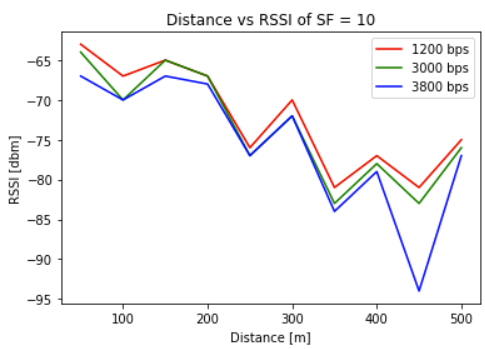 Distance vs RSSI of SF = 10
1200 bps
3000 bps
3800 bps
RSSI [dbm]
−65
−70
−75
−80
−85
−90
−95
100
200
300
400
500
Distance [m]